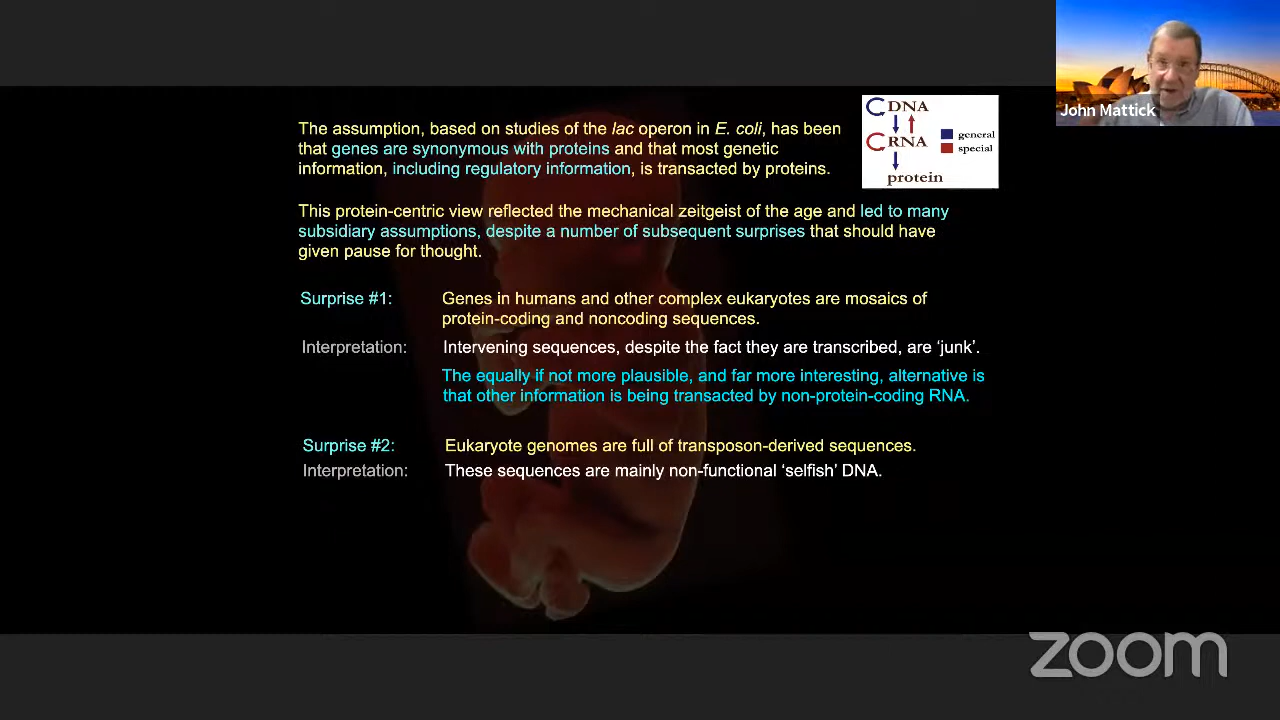 The assumption, based on studies of the lac operon in E. coli, has been
that genes are synonymous with proteins and that most genetic
information, including regulatory information, is transacted by proteins.
DNA
RNA
protein
general
special
John Mattick
This protein-centric view reflected the mechanical zeitgeist of the age and led to many
subsidiary assumptions, despite a number of subsequent surprises that should have
given pause for thought.
Surprise #1: Genes in humans and other complex eukaryotes are mosaics of
protein-coding and noncoding sequences.
Interpretation: Intervening sequences, despite the fact they are transcribed, are ‘junk’.
The equally if not more plausible, and far more interesting, alternative is
that other information is being transacted by non-protein-coding RNA.
Surprise #2: Eukaryote genomes are full of transposon-derived sequences.
Interpretation: These sequences are mainly non-functional ‘selfish’ DNA.
zoom